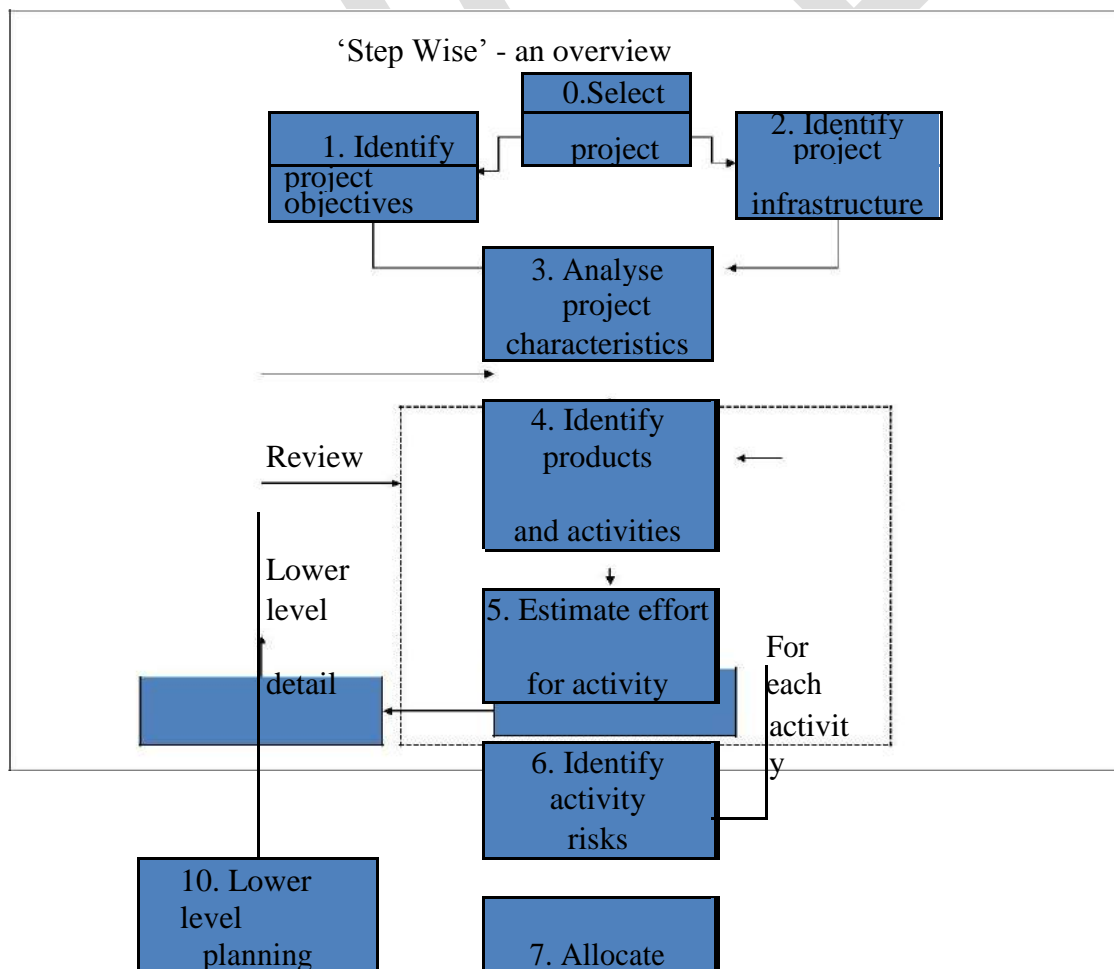 ‘Step Wise’ - an overview
0.Select
project
1. Identify
project
objectives
2. Identify
project
infrastructure
3. Analyse
project
characteristics
4. Identify
products
and activities
Review
Lower
level
detail
5. Estimate effort
for activity
For
each
activit
y
6. Identify
activity
risks
10. Lower
level
planning
7. Allocate